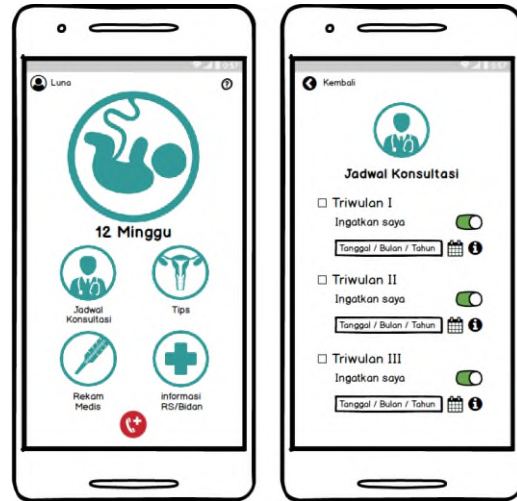 Luna
12 Minggu
Jadwal
Konsultasi
Tips
Rekam
Medis
informasi
RS/Bidan
Kembali
Jadwal Konsultasi
Triwulan I
Ingatkan saya
Tanggal / Bulan / Tahun
Triwulan II
Ingatkan saya
Tanggal / Bulan / Tahun
Triwulan III
Ingatkan saya
Tanggal / Bulan / Tahun